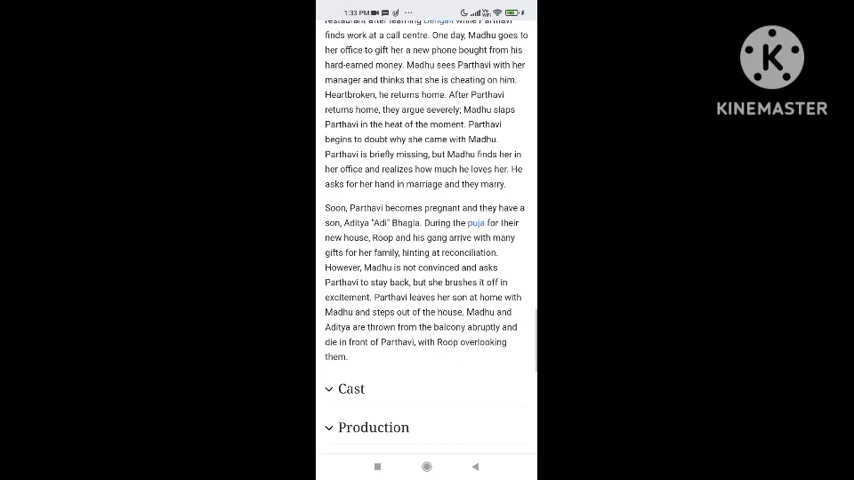 1:33 PM
restaurant after learning Bengali while Parthavi
finds work at a call centre. One day, Madhu goes to
her office to gift her a new phone bought from his
hard-earned money. Madhu sees Parthavi with her
manager and thinks that she is cheating on him.
Heartbroken, he returns home. After Parthavi
returns home, they argue severely; Madhu slaps
Parthavi in the heat of the moment. Parthavi
begins to doubt why she came with Madhu.
Parthavi is briefly missing, but Madhu finds her in
her office and realizes how much he loves her. He
asks for her hand in marriage and they marry.
Soon, Parthavi becomes pregnant and they have a
son, Aditya "Adi" Bhagla. During the puja for their
new house, Roop and his gang arrive with many
gifts for her family, hinting at reconciliation.
However, Madhu is not convinced and asks
Parthavi to stay back, but she brushes it off in
excitement. Parthavi leaves her son at home with
Madhu and steps out of the house. Madhu and
Aditya are thrown from the balcony abruptly and
die in front of Parthavi, with Roop overlooking
them.
Cast
Production
K
KINEMASTER